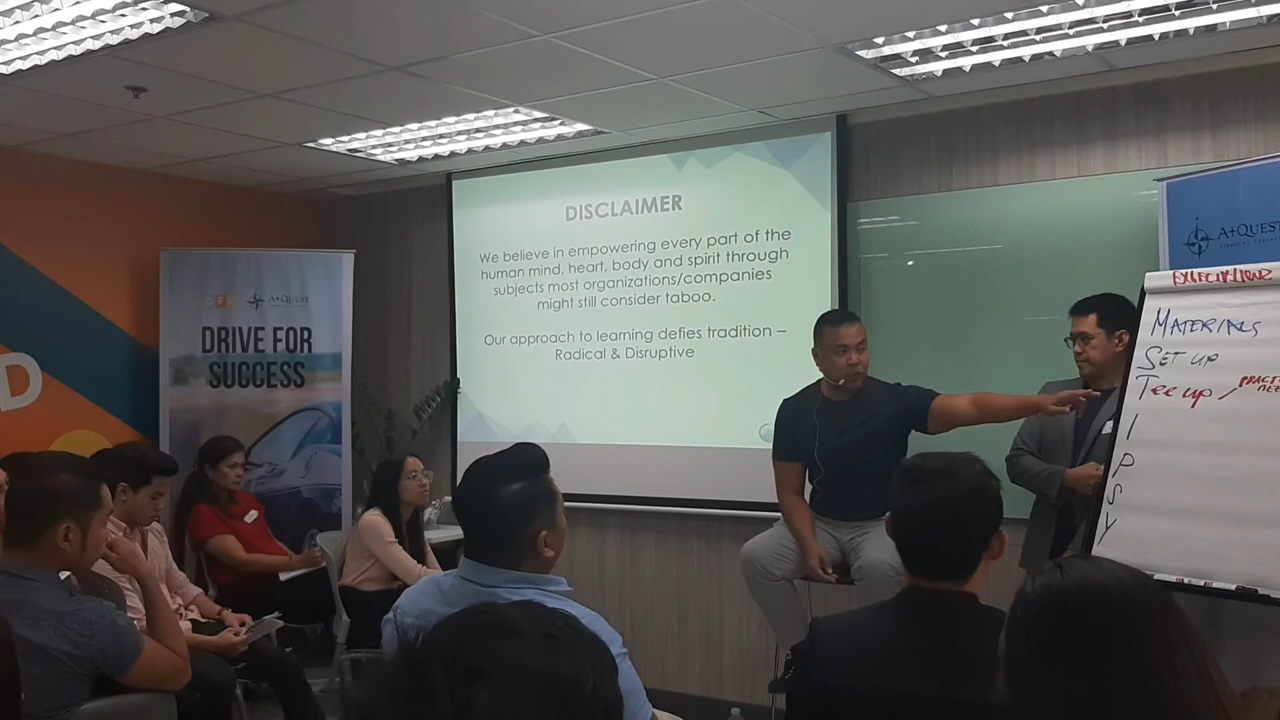 DISCLAIMER
We believe in empowering every part of the
human mind, heart, body and spirit through
subjects most organizations/companies
might still consider taboo.
Our approach to learning defies tradition –
Radical & Disruptive
A+QUEST
DRIVE FOR
SUCCESS
D
A+QUEST
MATERIALS
SET UP
Tee up /
I
P
S
Y